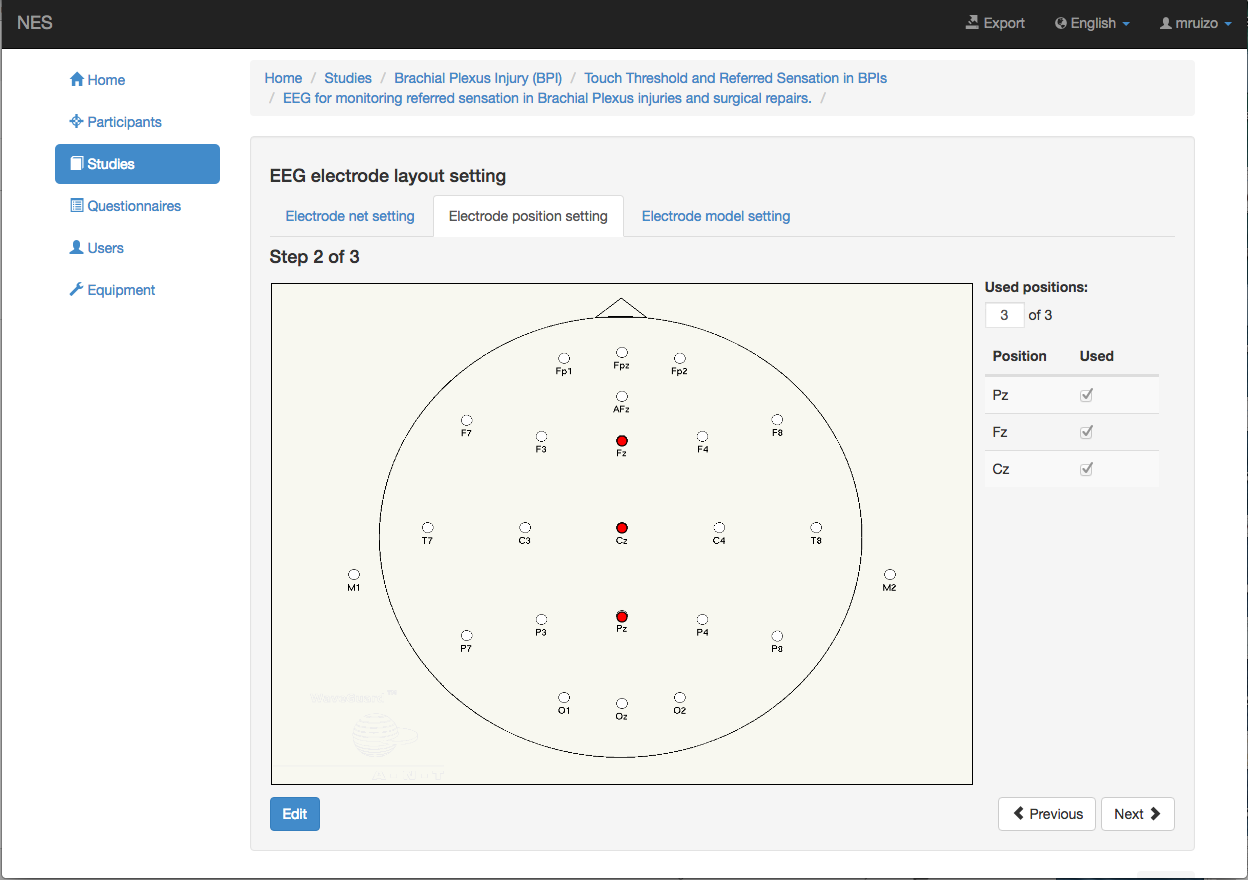 NES
Export English mruizo
Home
Participants
Studies
Questionnaires
Users
Equipment
Home / Studies / Brachial Plexus Injury (BPI) / Touch Threshold and Referred Sensation in BPIs
/ EEG for monitoring referred sensation in Brachial Plexus injuries and surgical repairs. /
EEG electrode layout setting
Electrode net setting Electrode position setting Electrode model setting
Step 2 of 3
Fp1 Fpz Fp2
AFz
F7 F3 Fz F4 F8
T7 C3 Cz C4 T8
M1 M2
P7 P3 Pz P4 P8
O1 Oz O2
Used positions:
3 of 3
Position Used
Pz
Fz
Cz
Edit
Previous Next